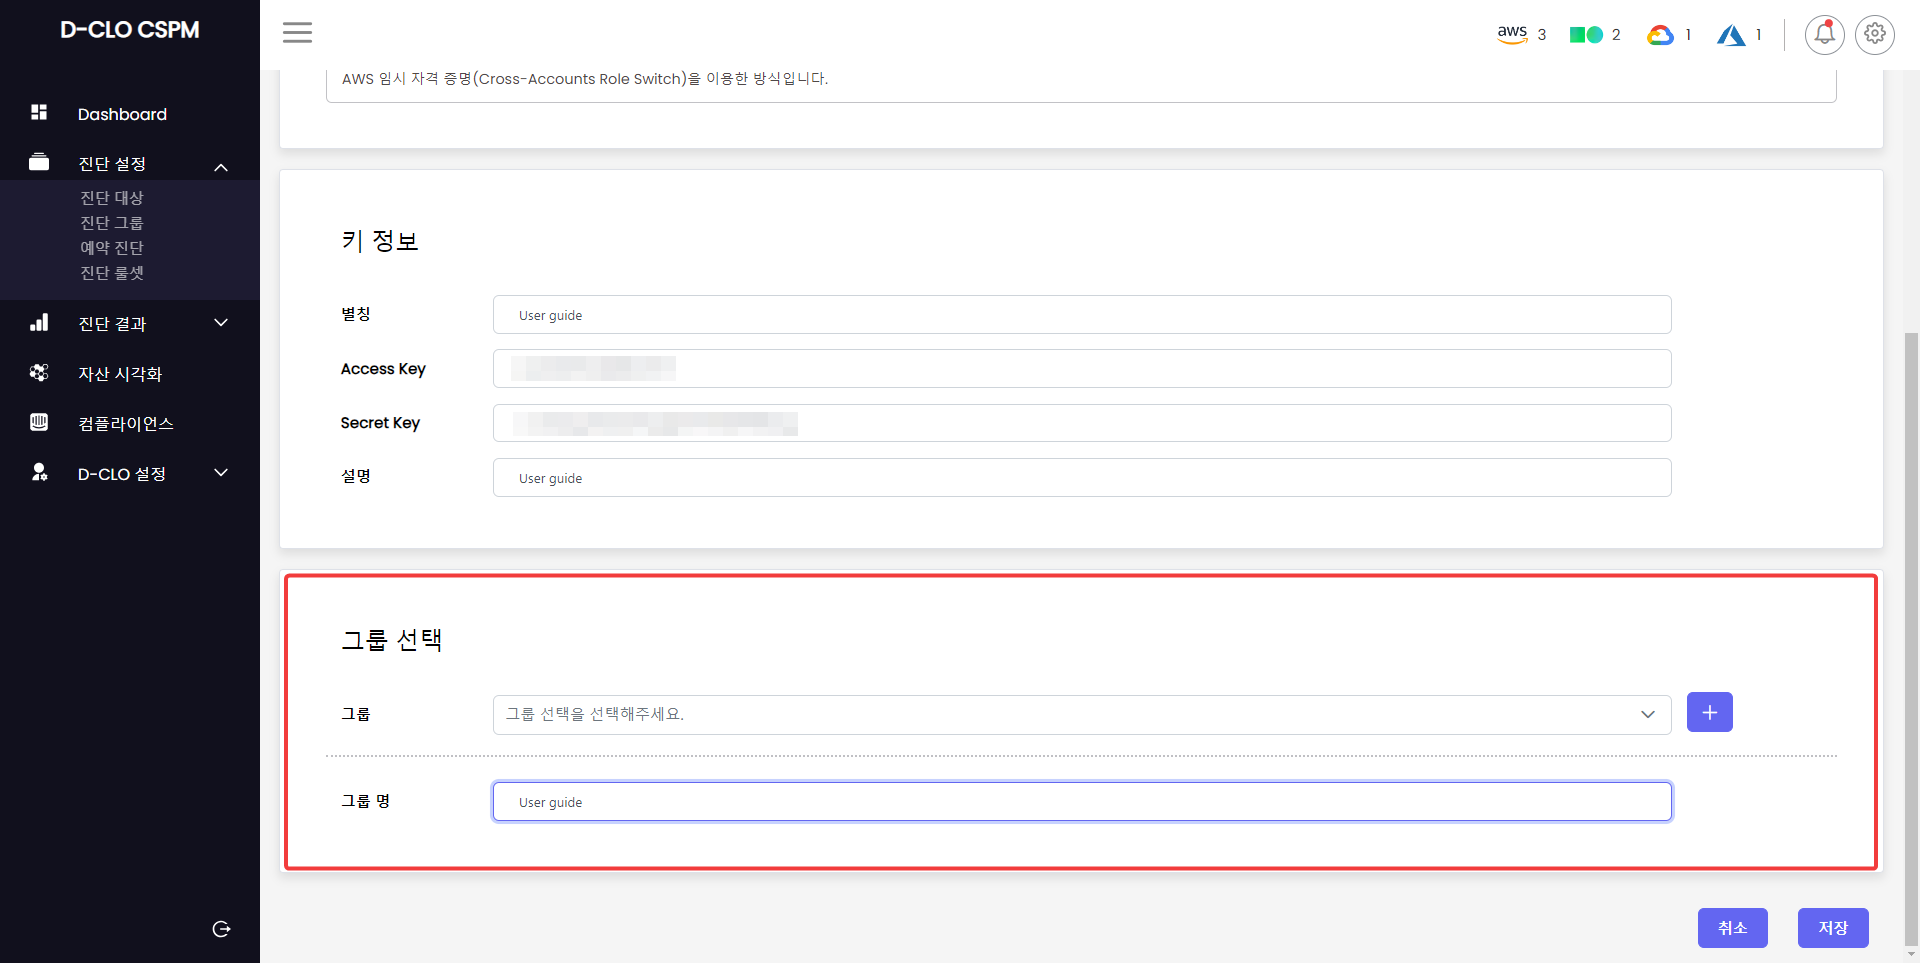 D-CLO CSPM
aws 3 2 1 1
Dashboard
진단 설정
진단 대상
진단 그룹
예약 진단
진단 룰셋
진단 결과
자산 시각화
컴플라이언스
D-CLO 설정
AWS 임시 자격 증명(Cross-Accounts Role Switch)을 이용한 방식입니다.
키 정보
별칭 User guide
Access Key
Secret Key
설명 User guide
그룹 선택
그룹 그룹 선택을 선택해주세요.
그룹 명 User guide
취소 저장